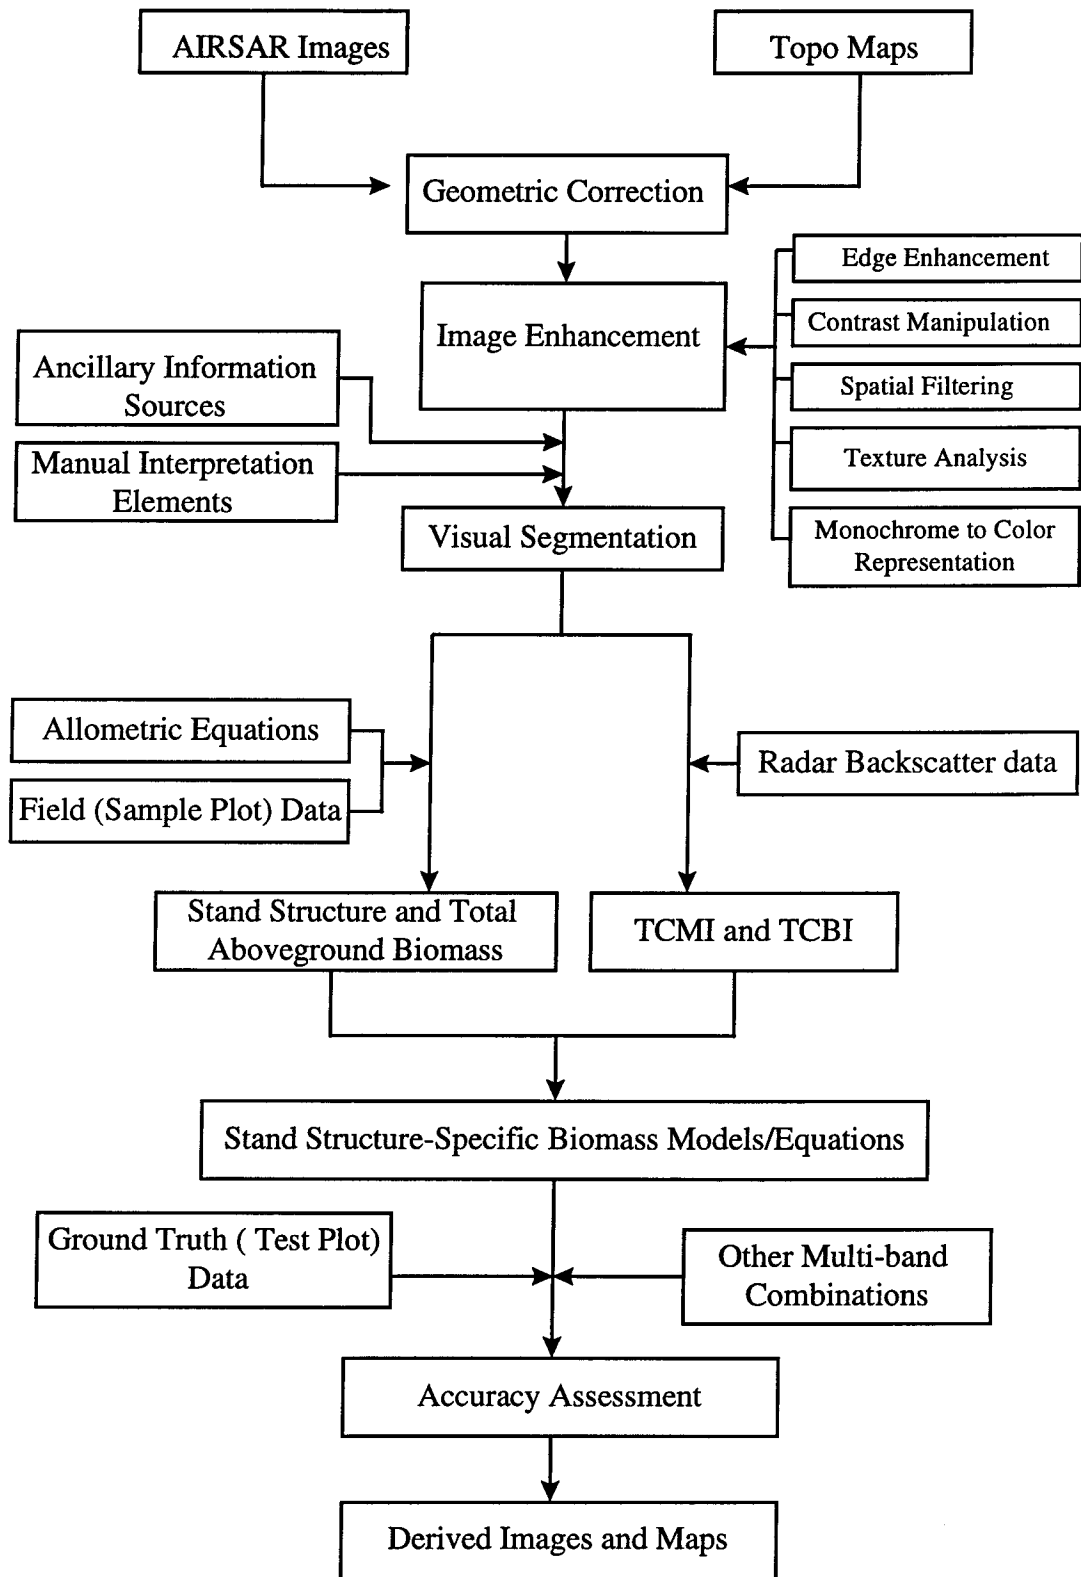 AIRSAR Images
Topo Maps
Geometric Correction
Edge Enhancement
Image Enhancement
Contrast Manipulation
Ancillary Information
Sources
Spatial Filtering
Manual Interpretation
Elements
Texture Analysis
Visual Segmentation
Monochrome to Color
Representation
Allometric Equations
Radar Backscatter data
Field (Sample Plot) Data
Stand Structure and Total
Aboveground Biomass
TCMI and TCBI
Stand Structure-Specific Biomass Models/Equations
Ground Truth ( Test Plot)
Data
Other Multi-band
Combinations
Accuracy Assessment
Derived Images and Maps